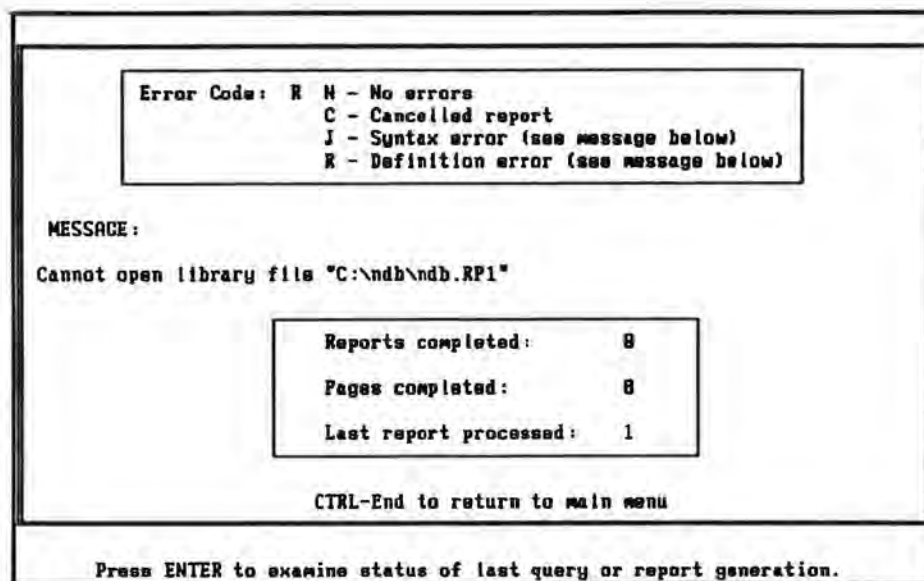 Error Code: R N - No errors
C - Cancelled report
J - Syntax error (see message below)
R - Definition error (see message below)
MESSAGE:
Cannot open library file "C:\ndb\ndb.RP1"
Reports completed: 0
Pages completed: 0
Last report processed: 1
CTRL-End to return to main menu
Press ENTER to examine status of last query or report generation.